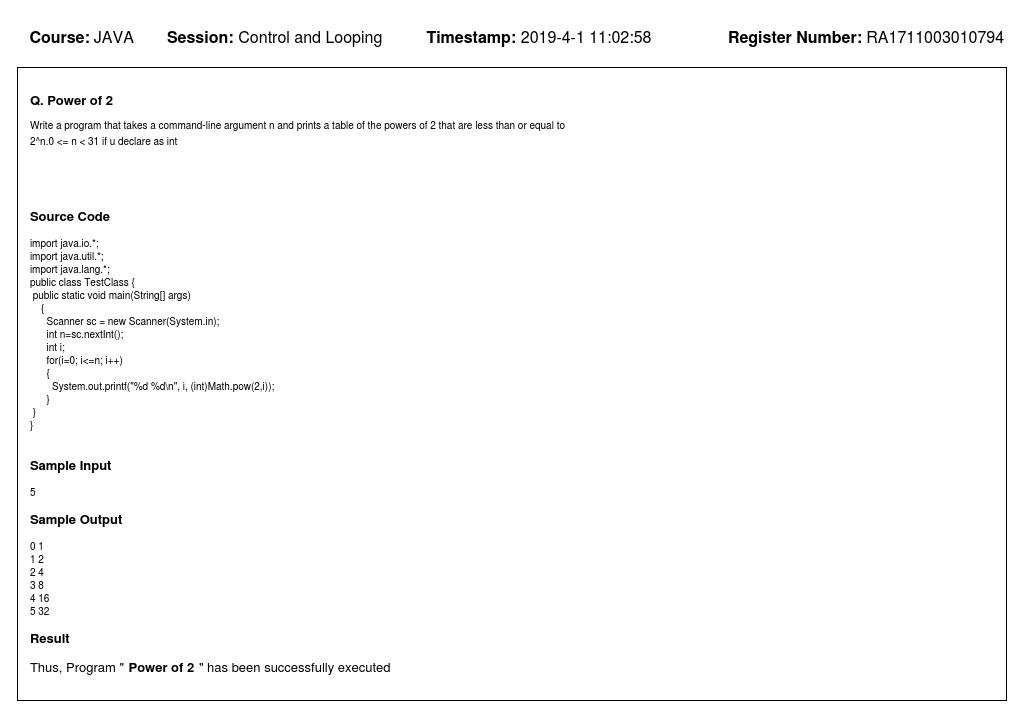 Course: JAVA Session: Control and Looping Timestamp: 2019-4-1 11:02:58 Register Number: RA1711003010794
Q. Power of 2
Write a program that takes a command-line argument n and prints a table of the powers of 2 that are less than or equal to
2^n.0 <= n < 31 if u declare as int
Source Code
import java.io.*;
import java.util.*;
import java.lang.*;
public class TestClass {
 public static void main(String[] args)
    {
      Scanner sc = new Scanner(System.in);
      int n=sc.nextInt();
      int i;
      for(i=0; i<=n; i++)
      {
        System.out.printf("%d %d\n", i, (int)Math.pow(2,i));
      }
 }
}
Sample Input
5
Sample Output
0 1
1 2
2 4
3 8
4 16
5 32
Result
Thus, Program " Power of 2 " has been successfully executed